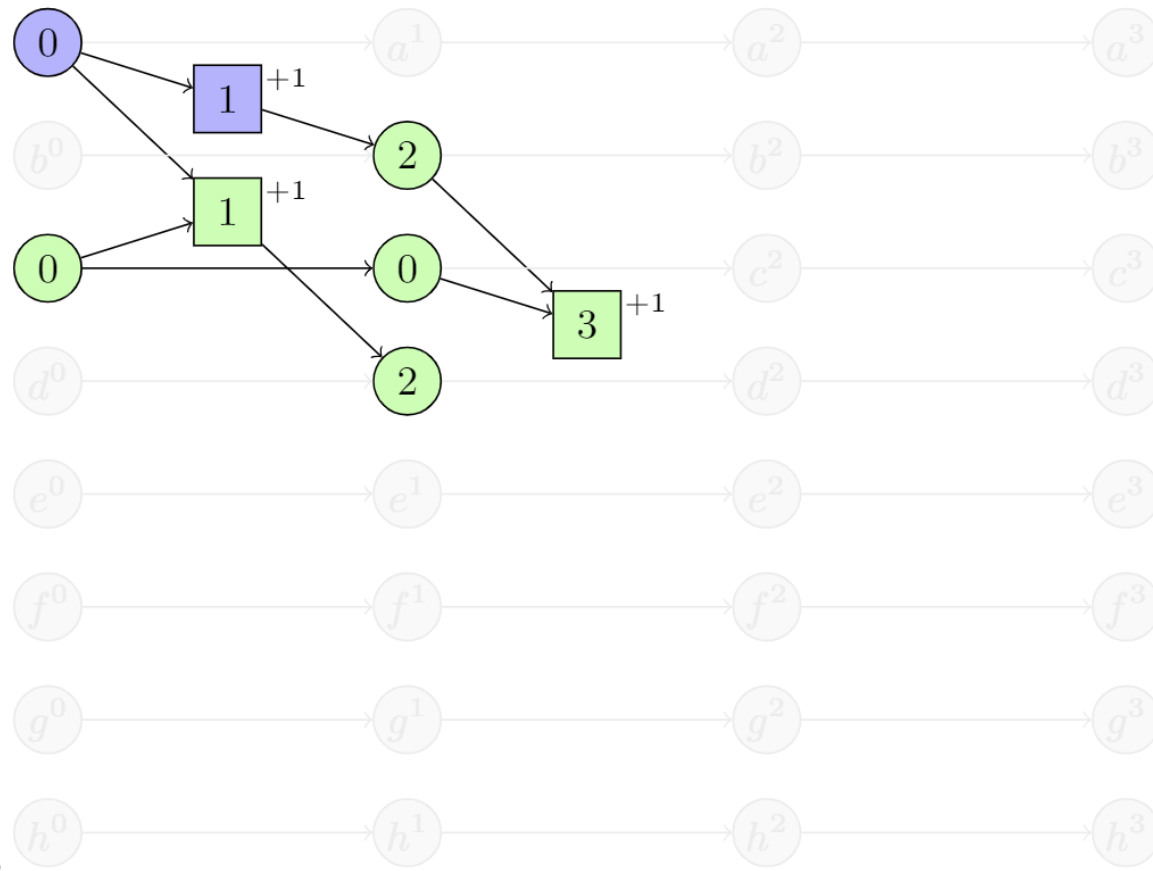 0 a¹ a² a³
1 +1
b⁰ 2 b² b³
1 +1
0 0 c² c³
3 +1
d⁰ 2 d² d³
e⁰ e¹ e² e³
f⁰ f¹ f² f³
g⁰ g¹ g² g³
h⁰ h¹ h² h³